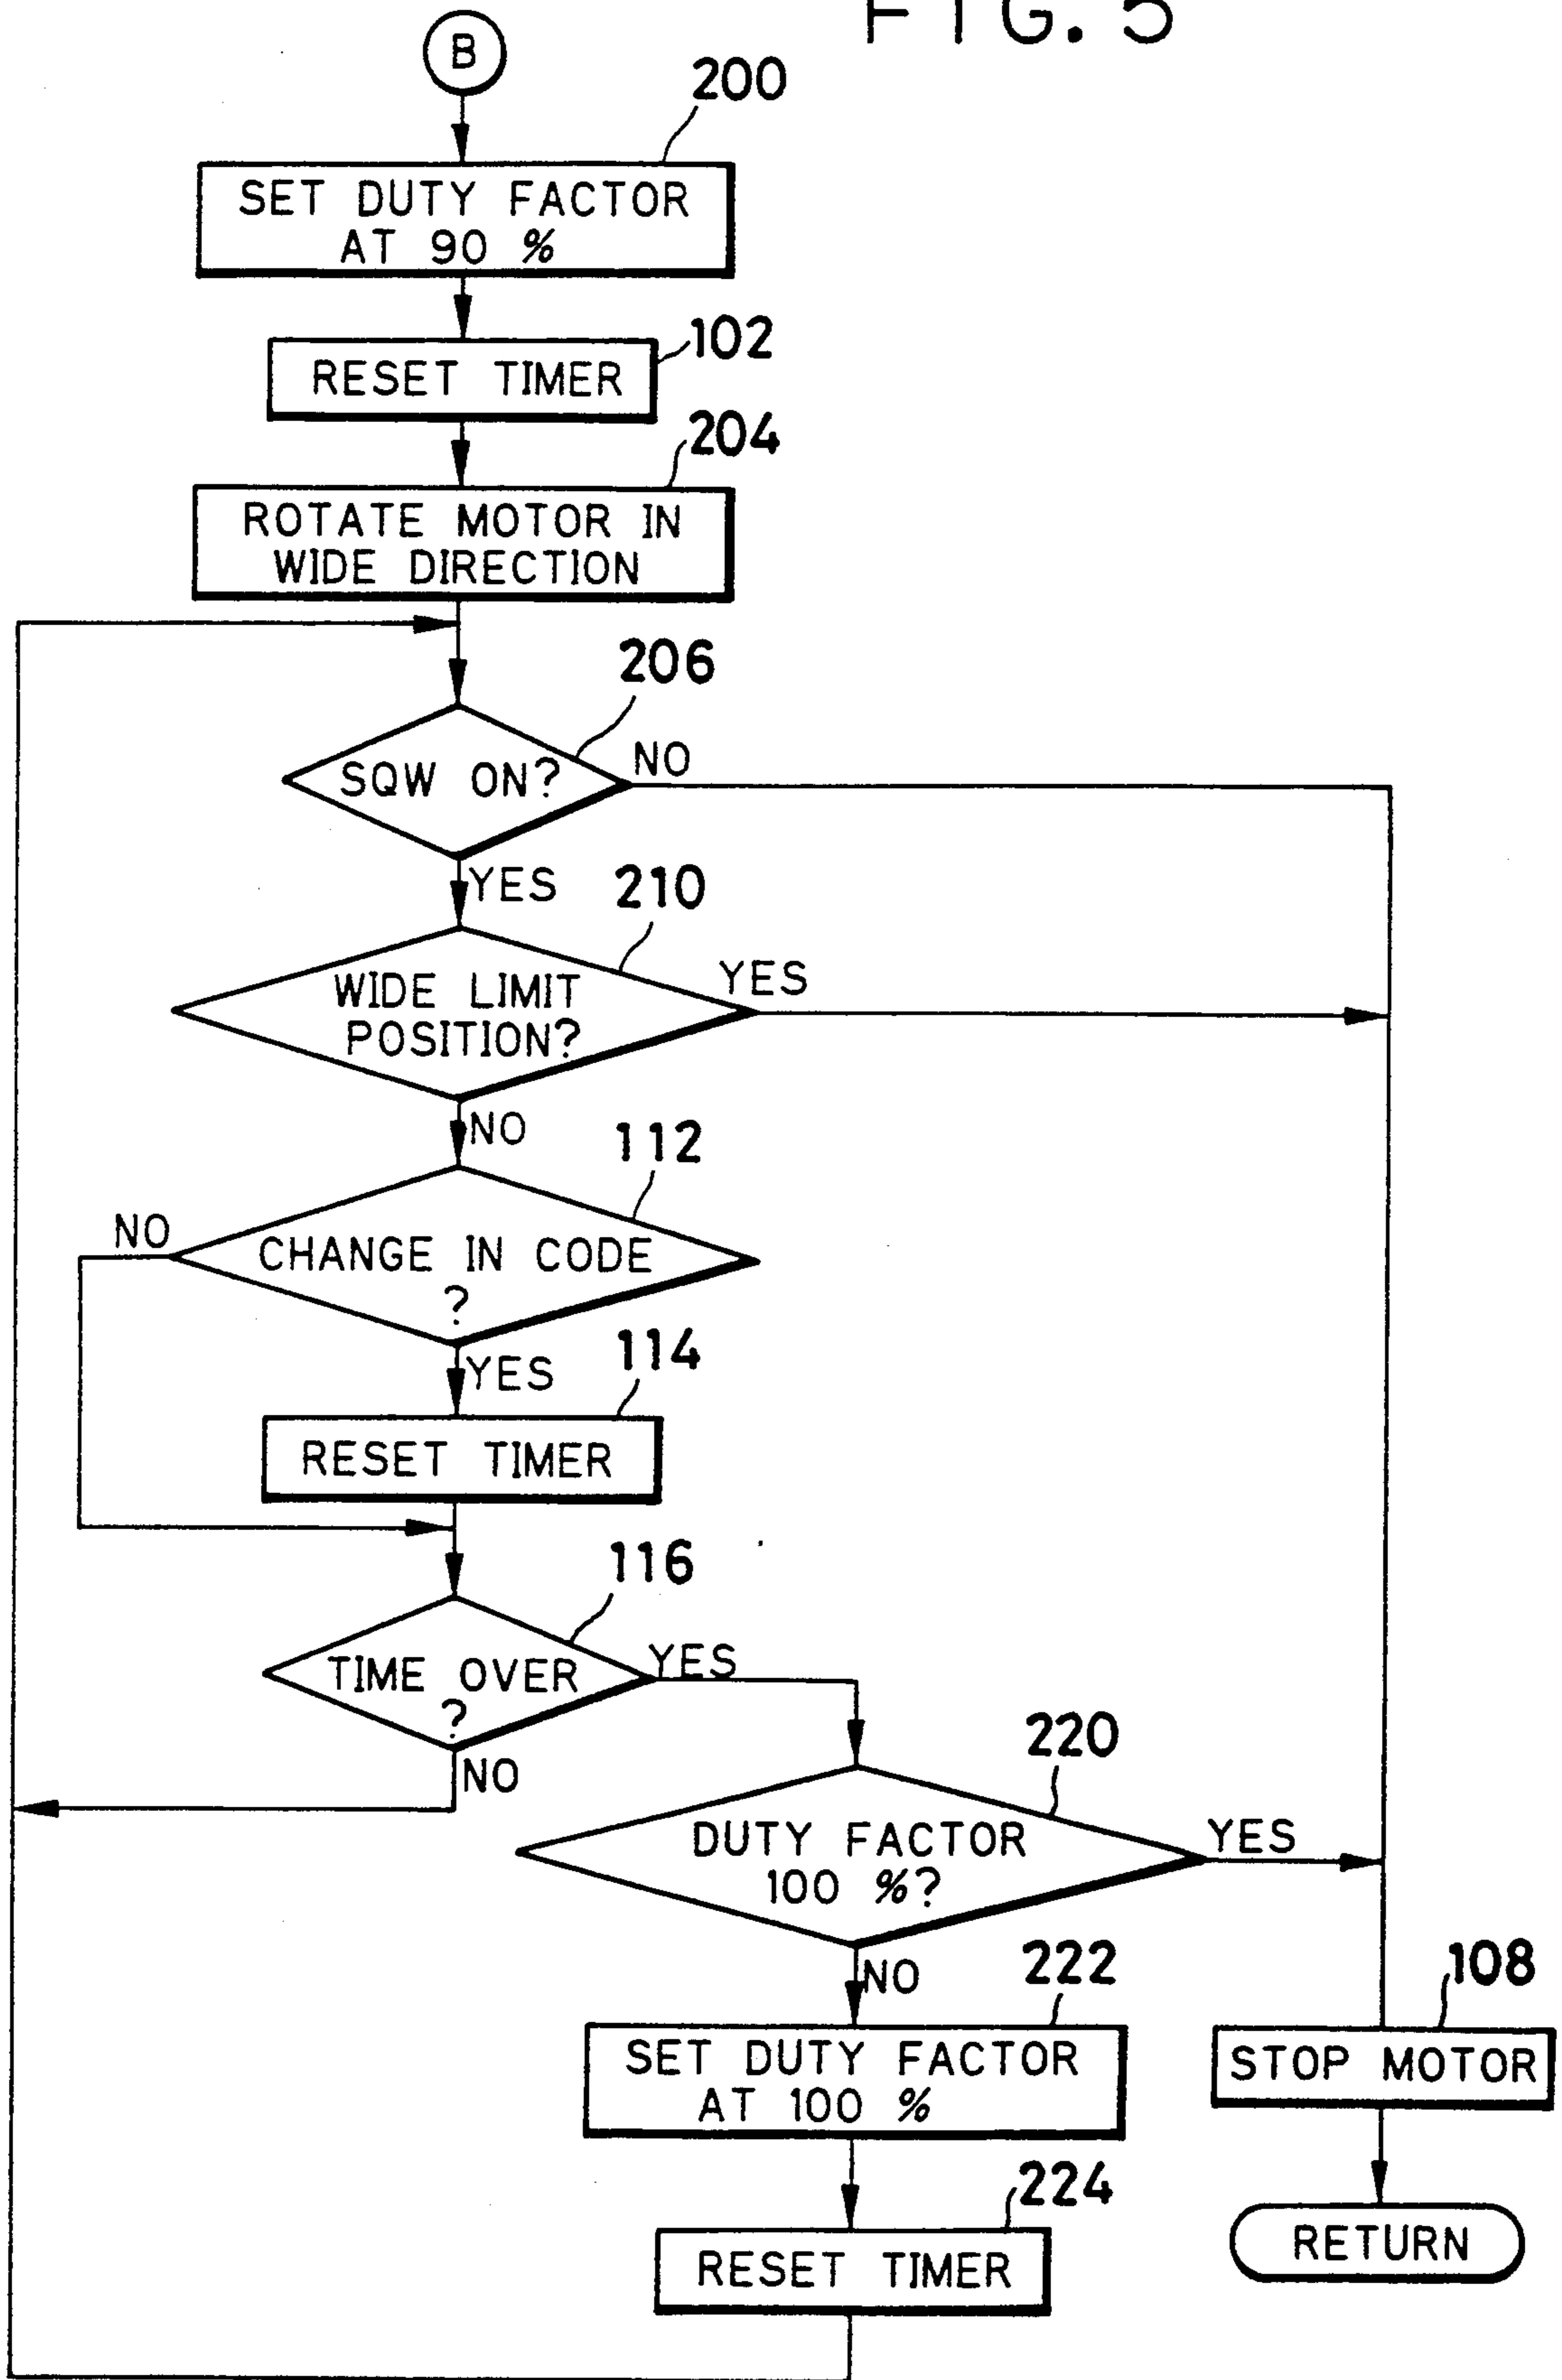 FIG. 5
B
200
SET DUTY FACTOR
AT 90 %
102
RESET TIMER
204
ROTATE MOTOR IN
WIDE DIRECTION
206
SQW ON?
NO
YES
210
WIDE LIMIT
POSITION?
YES
NO
112
NO
CHANGE IN CODE
?
YES
114
RESET TIMER
116
TIME OVER
?
YES
NO
220
DUTY FACTOR
100 %?
YES
NO
222
SET DUTY FACTOR
AT 100 %
108
STOP MOTOR
224
RESET TIMER
RETURN